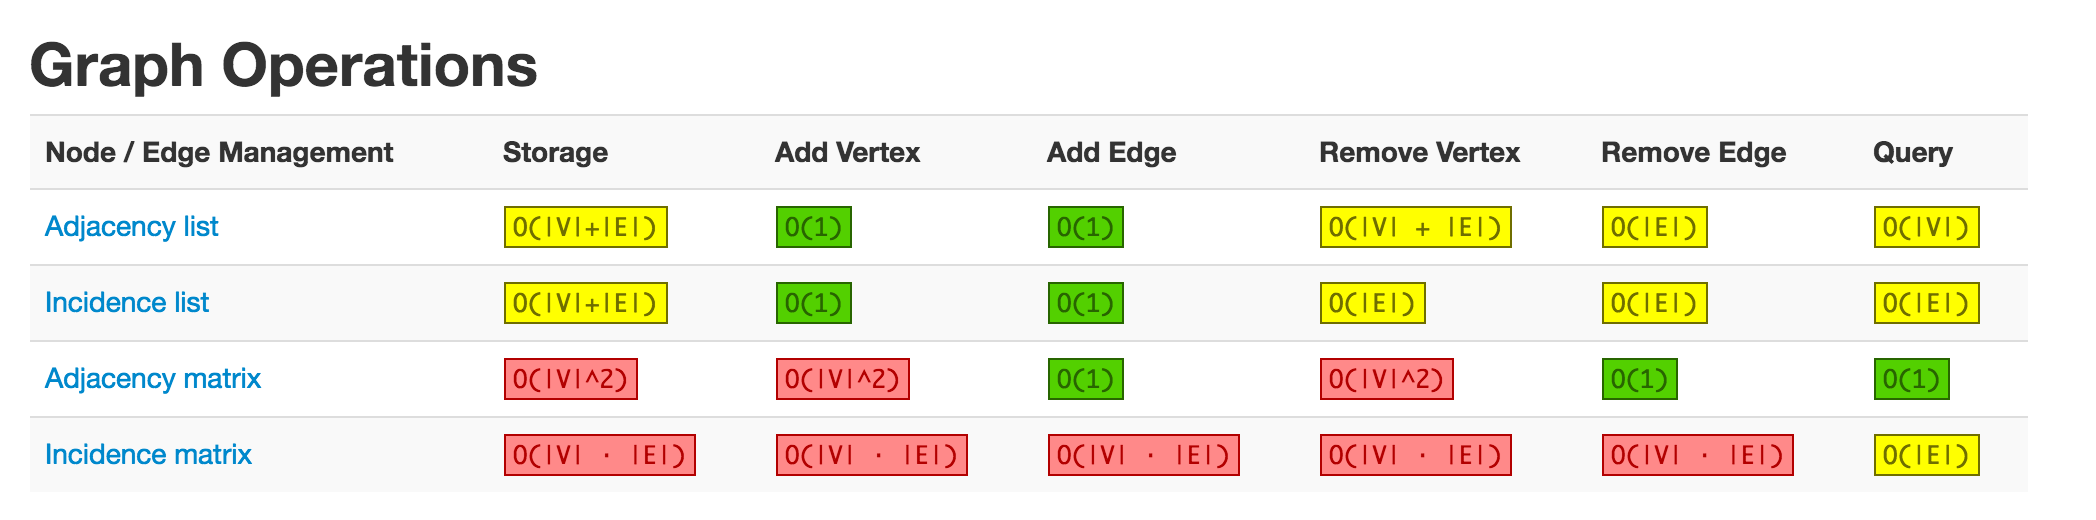 Graph Operations
Node / Edge Management Storage Add Vertex Add Edge Remove Vertex Remove Edge Query
Adjacency list O(|V|+|E|) O(1) O(1) O(|V| + |E|) O(|E|) O(|V|)
Incidence list O(|V|+|E|) O(1) O(1) O(|E|) O(|E|) O(|E|)
Adjacency matrix O(|V|^2) O(|V|^2) O(1) O(|V|^2) O(1) O(1)
Incidence matrix O(|V| · |E|) O(|V| · |E|) O(|V| · |E|) O(|V| · |E|) O(|V| · |E|) O(|E|)